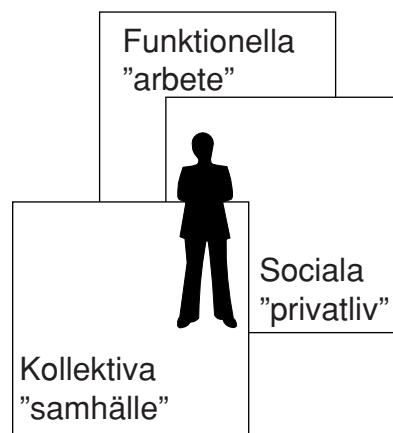 Funktionella
”arbete”
Sociala
”privatliv”
Kollektiva
”samhälle”